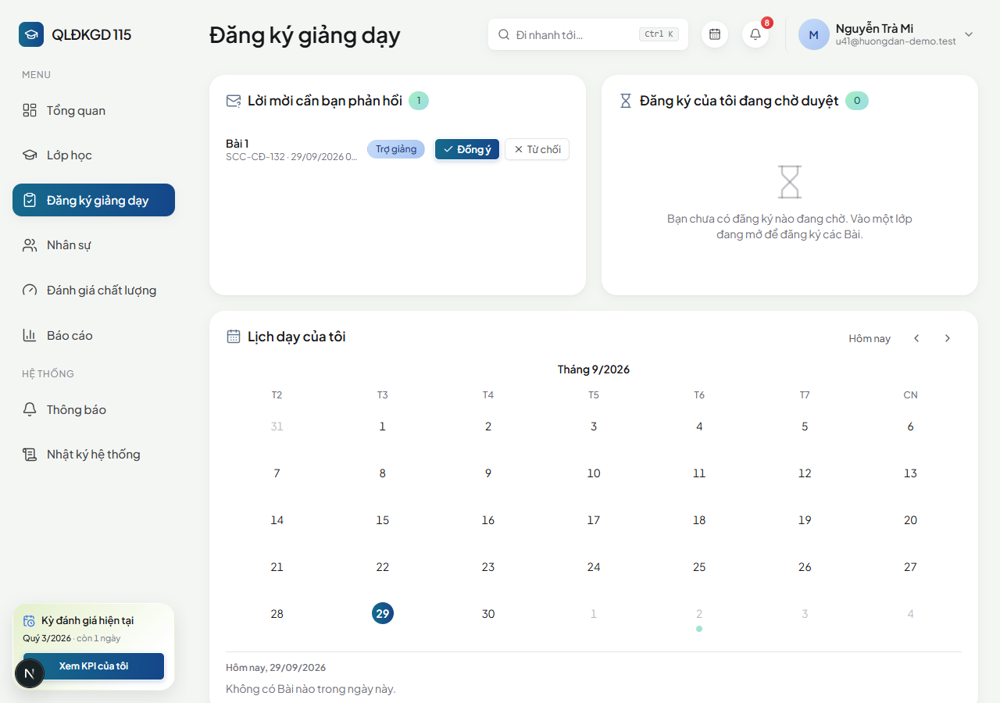 QLĐKGD 115
MENU
Tổng quan
Lớp học
Đăng ký giảng dạy
Nhân sự
Đánh giá chất lượng
Báo cáo
HỆ THỐNG
Thông báo
Nhật ký hệ thống
Kỳ đánh giá hiện tại
Quý 3/2026 · còn 1 ngày
Xem KPI của tôi
N
Đăng ký giảng dạy
Đi nhanh tới...
Ctrl K
8
M
Nguyễn Trà Mi
u41@huongdan-demo.test
Lời mời cần bạn phản hồi 1
Bài 1
SCC-CĐ-132 · 29/09/2026 0...
Trợ giảng
Đồng ý
Từ chối
Đăng ký của tôi đang chờ duyệt 0
Bạn chưa có đăng ký nào đang chờ. Vào một lớp
đang mở để đăng ký các Bài.
Lịch dạy của tôi
Hôm nay
Tháng 9/2026
T2 T3 T4 T5 T6 T7 CN
31 1 2 3 4 5 6
7 8 9 10 11 12 13
14 15 16 17 18 19 20
21 22 23 24 25 26 27
28 29 30 1 2 3 4
Hôm nay, 29/09/2026
Không có Bài nào trong ngày này.